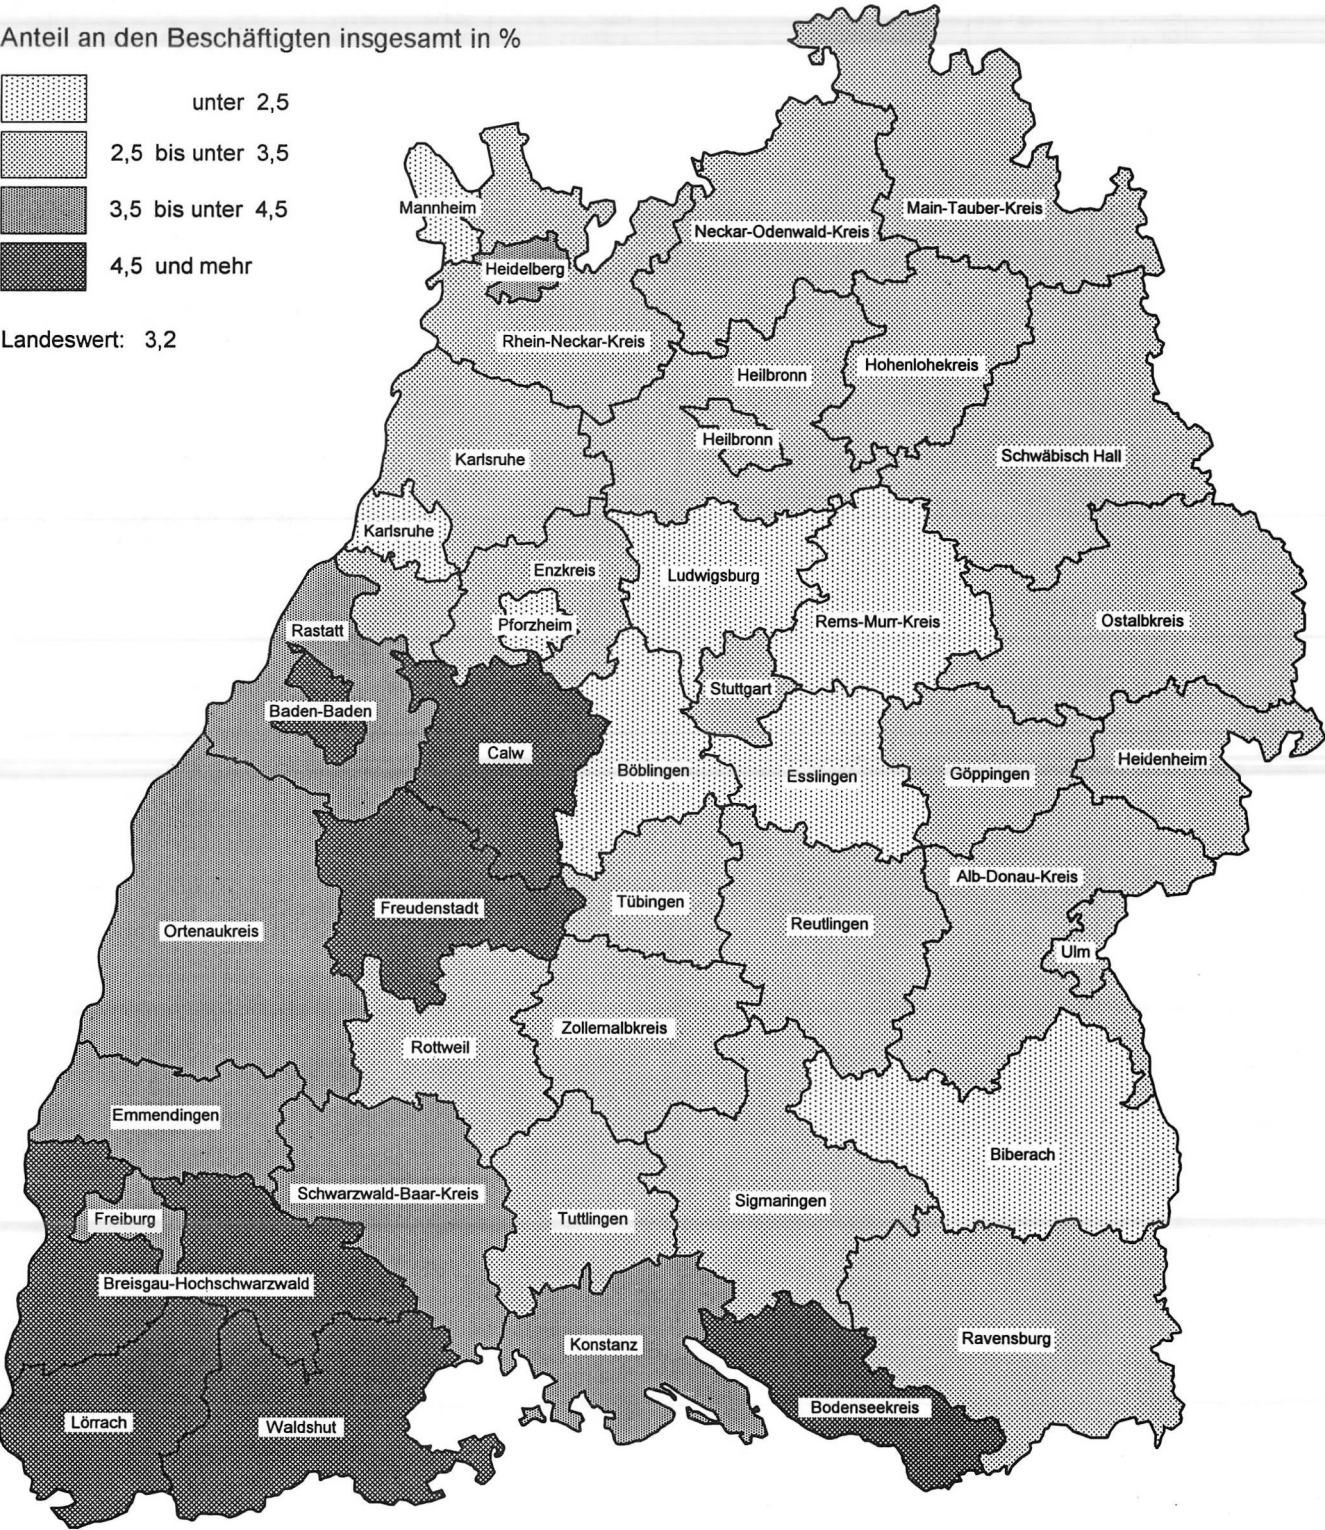 Anteil an den Beschäftigten insgesamt in %
unter 2,5
2,5 bis unter 3,5
3,5 bis unter 4,5
4,5 und mehr
Landeswert: 3,2
Mannheim
Main-Tauber-Kreis
Neckar-Odenwald-Kreis
Heidelberg
Rhein-Neckar-Kreis
Hohenlohekreis
Heilbronn
Heilbronn
Schwäbisch Hall
Karlsruhe
Karlsruhe
Enzkreis
Ludwigsburg
Pforzheim
Rems-Murr-Kreis
Ostalbkreis
Rastatt
Stuttgart
Baden-Baden
Calw
Böblingen
Esslingen
Göppingen
Heidenheim
Alb-Donau-Kreis
Tübingen
Freudenstadt
Reutlingen
Ortenaukreis
Ulm
Zollernalbkreis
Rottweil
Emmendingen
Biberach
Schwarzwald-Baar-Kreis
Sigmaringen
Freiburg
Tuttlingen
Breisgau-Hochschwarzwald
Konstanz
Ravensburg
Bodenseekreis
Lörrach
Waldshut